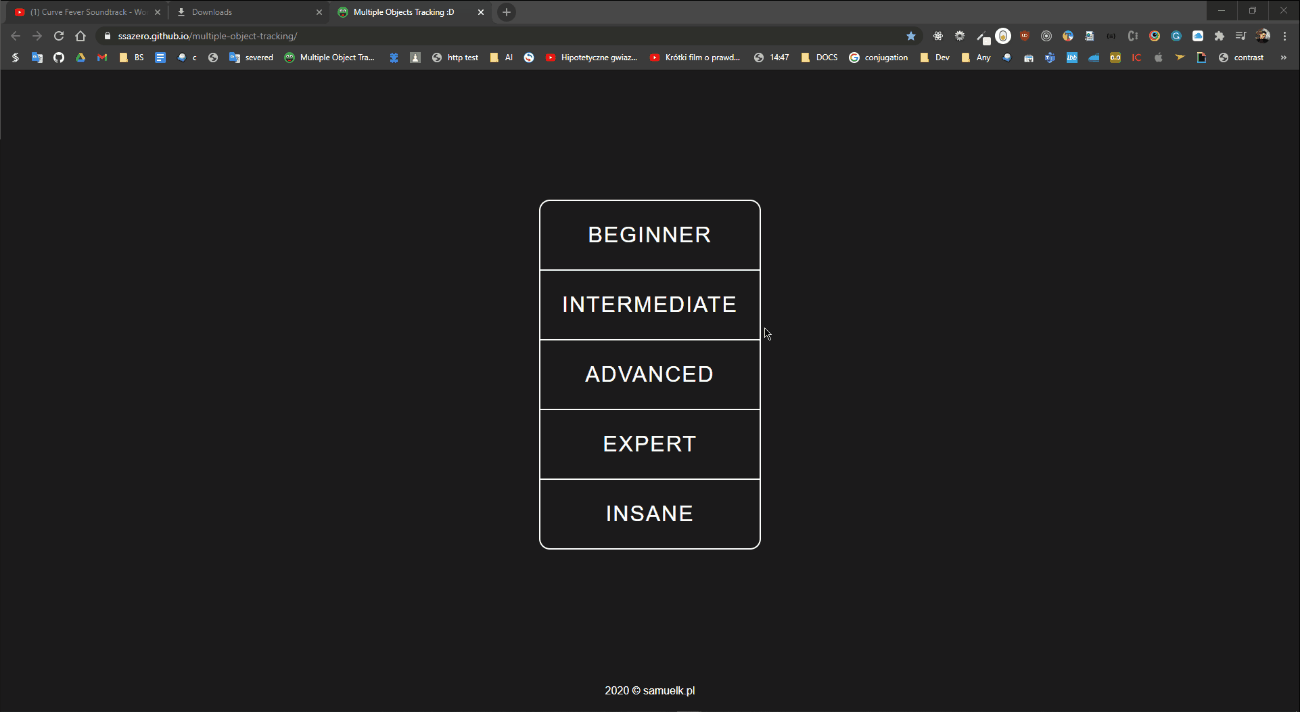 (1) Curve Fever Soundtrack - Wo
Downloads
Multiple Objects Tracking :D
ssazero.github.io/multiple-object-tracking/
BS
c
severed
Multiple Object Tra...
http test
AI
Hipotetyczne gwiaz...
Krótki film o prawd...
14:47
DOCS
conjugation
Dev
Any
IC
contrast
»
BEGINNER
INTERMEDIATE
ADVANCED
EXPERT
INSANE
2020 © samuelk.pl